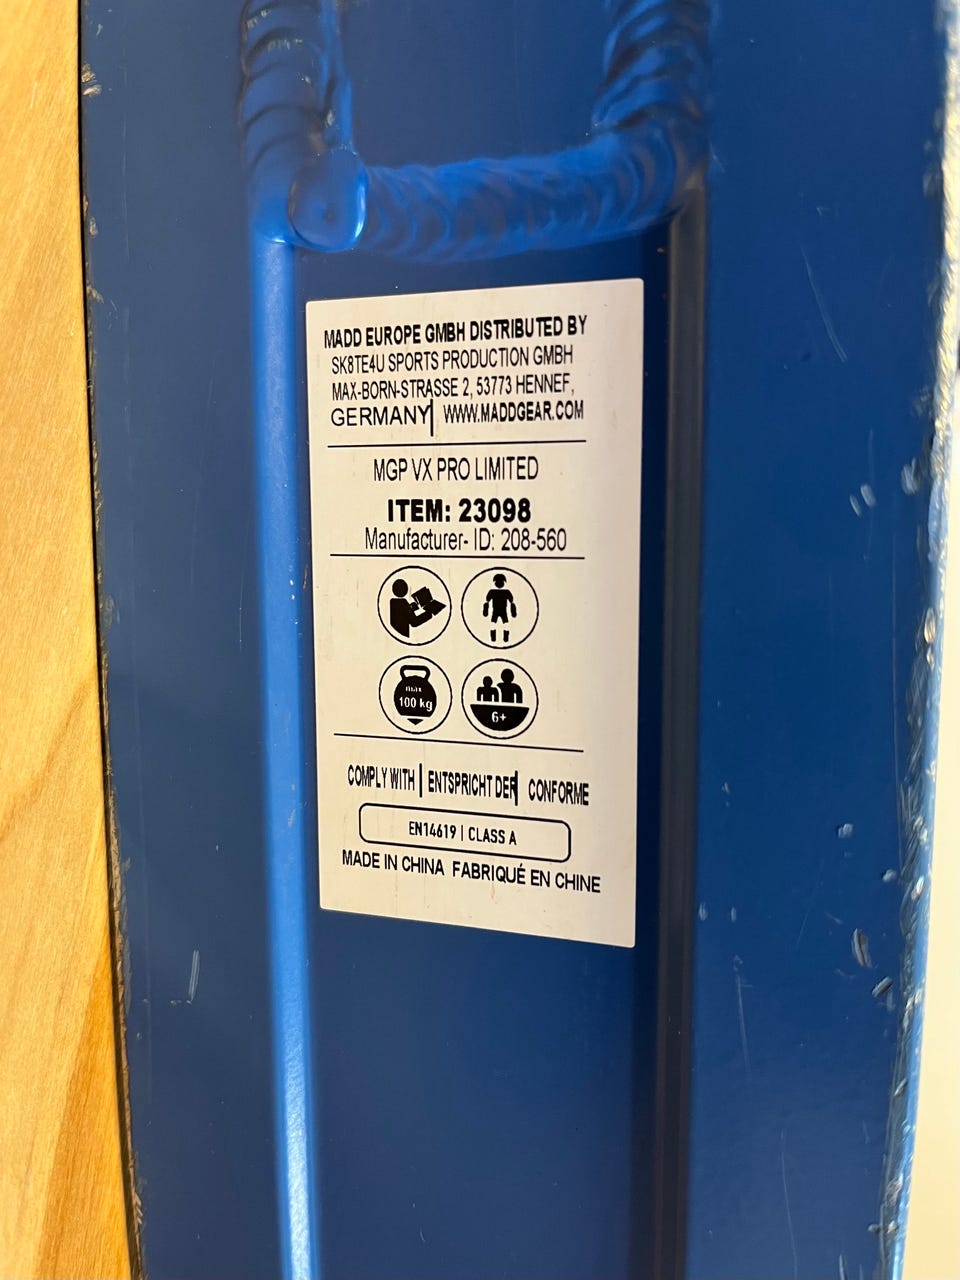 MADD EUROPE GMBH DISTRIBUTED BY
SK8TE4U SPORTS PRODUCTION GMBH
MAX-BORN-STRASSE 2, 53773 HENNEF,
GERMANY| WWW.MADDGEAR.COM
MGP VX PRO LIMITED
ITEM: 23098
Manufacturer- ID: 208-560
max
100 kg
6+
COMPLY WITH | ENTSPRICHT DER| CONFORME
EN14619 | CLASS A
MADE IN CHINA FABRIQUÉ EN CHINE